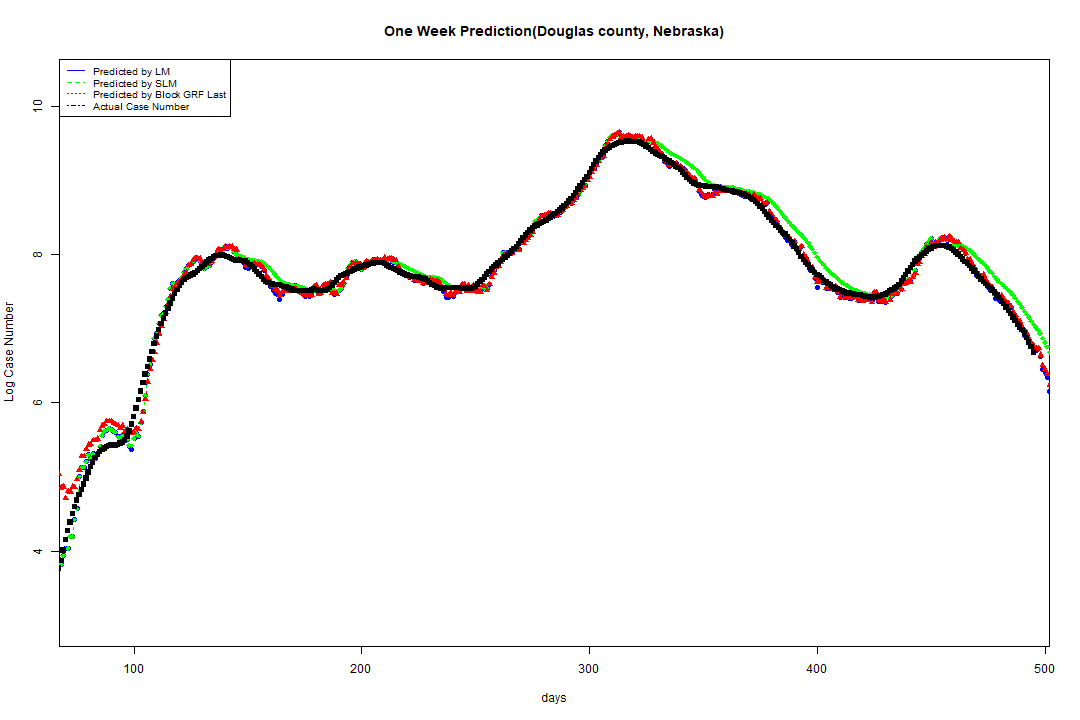 One Week Prediction(Douglas county, Nebraska)
Predicted by LM
Predicted by SLM
Predicted by Block GRF Last
Actual Case Number
10
8
6
4
Log Case Number
100 200 300 400 500
days